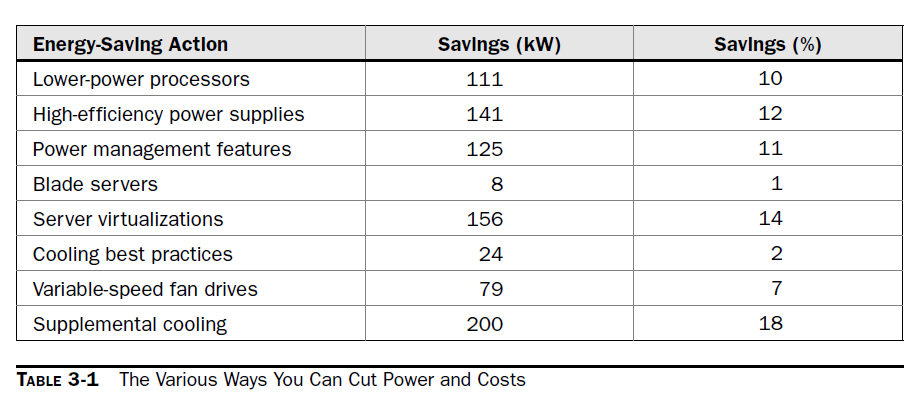 Energy-Saving Action Savings (kW) Savings (%)
Lower-power processors 111 10
High-efficiency power supplies 141 12
Power management features 125 11
Blade servers 8 1
Server virtualizations 156 14
Cooling best practices 24 2
Variable-speed fan drives 79 7
Supplemental cooling 200 18
TABLE 3-1 The Various Ways You Can Cut Power and Costs